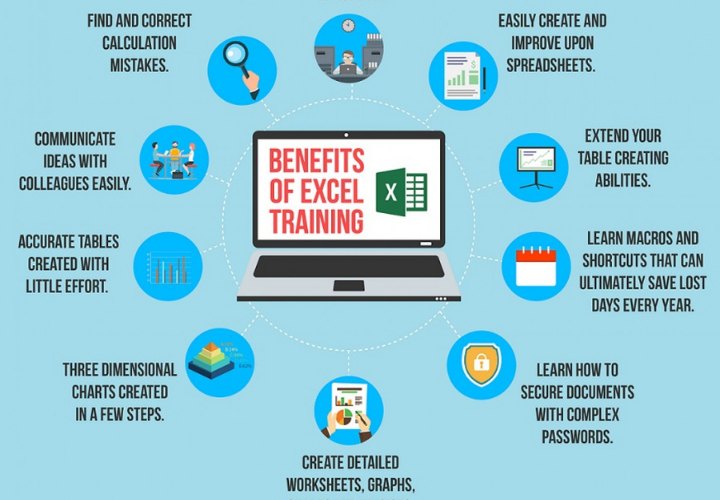 FIND AND CORRECT
CALCULATION
MISTAKES.
EASILY CREATE AND
IMPROVE UPON
SPREADSHEETS.
COMMUNICATE
IDEAS WITH
COLLEAGUES EASILY.
BENEFITS
OF EXCEL
TRAINING
X
EXTEND YOUR
TABLE CREATING
ABILITIES.
ACCURATE TABLES
CREATED WITH
LITTLE EFFORT.
LEARN MACROS AND
SHORTCUTS THAT CAN
ULTIMATELY SAVE LOST
DAYS EVERY YEAR.
THREE DIMENSIONAL
CHARTS CREATED
IN A FEW STEPS.
LEARN HOW TO
SECURE DOCUMENTS
WITH COMPLEX
PASSWORDS.
CREATE DETAILED
WORKSHEETS, GRAPHS,